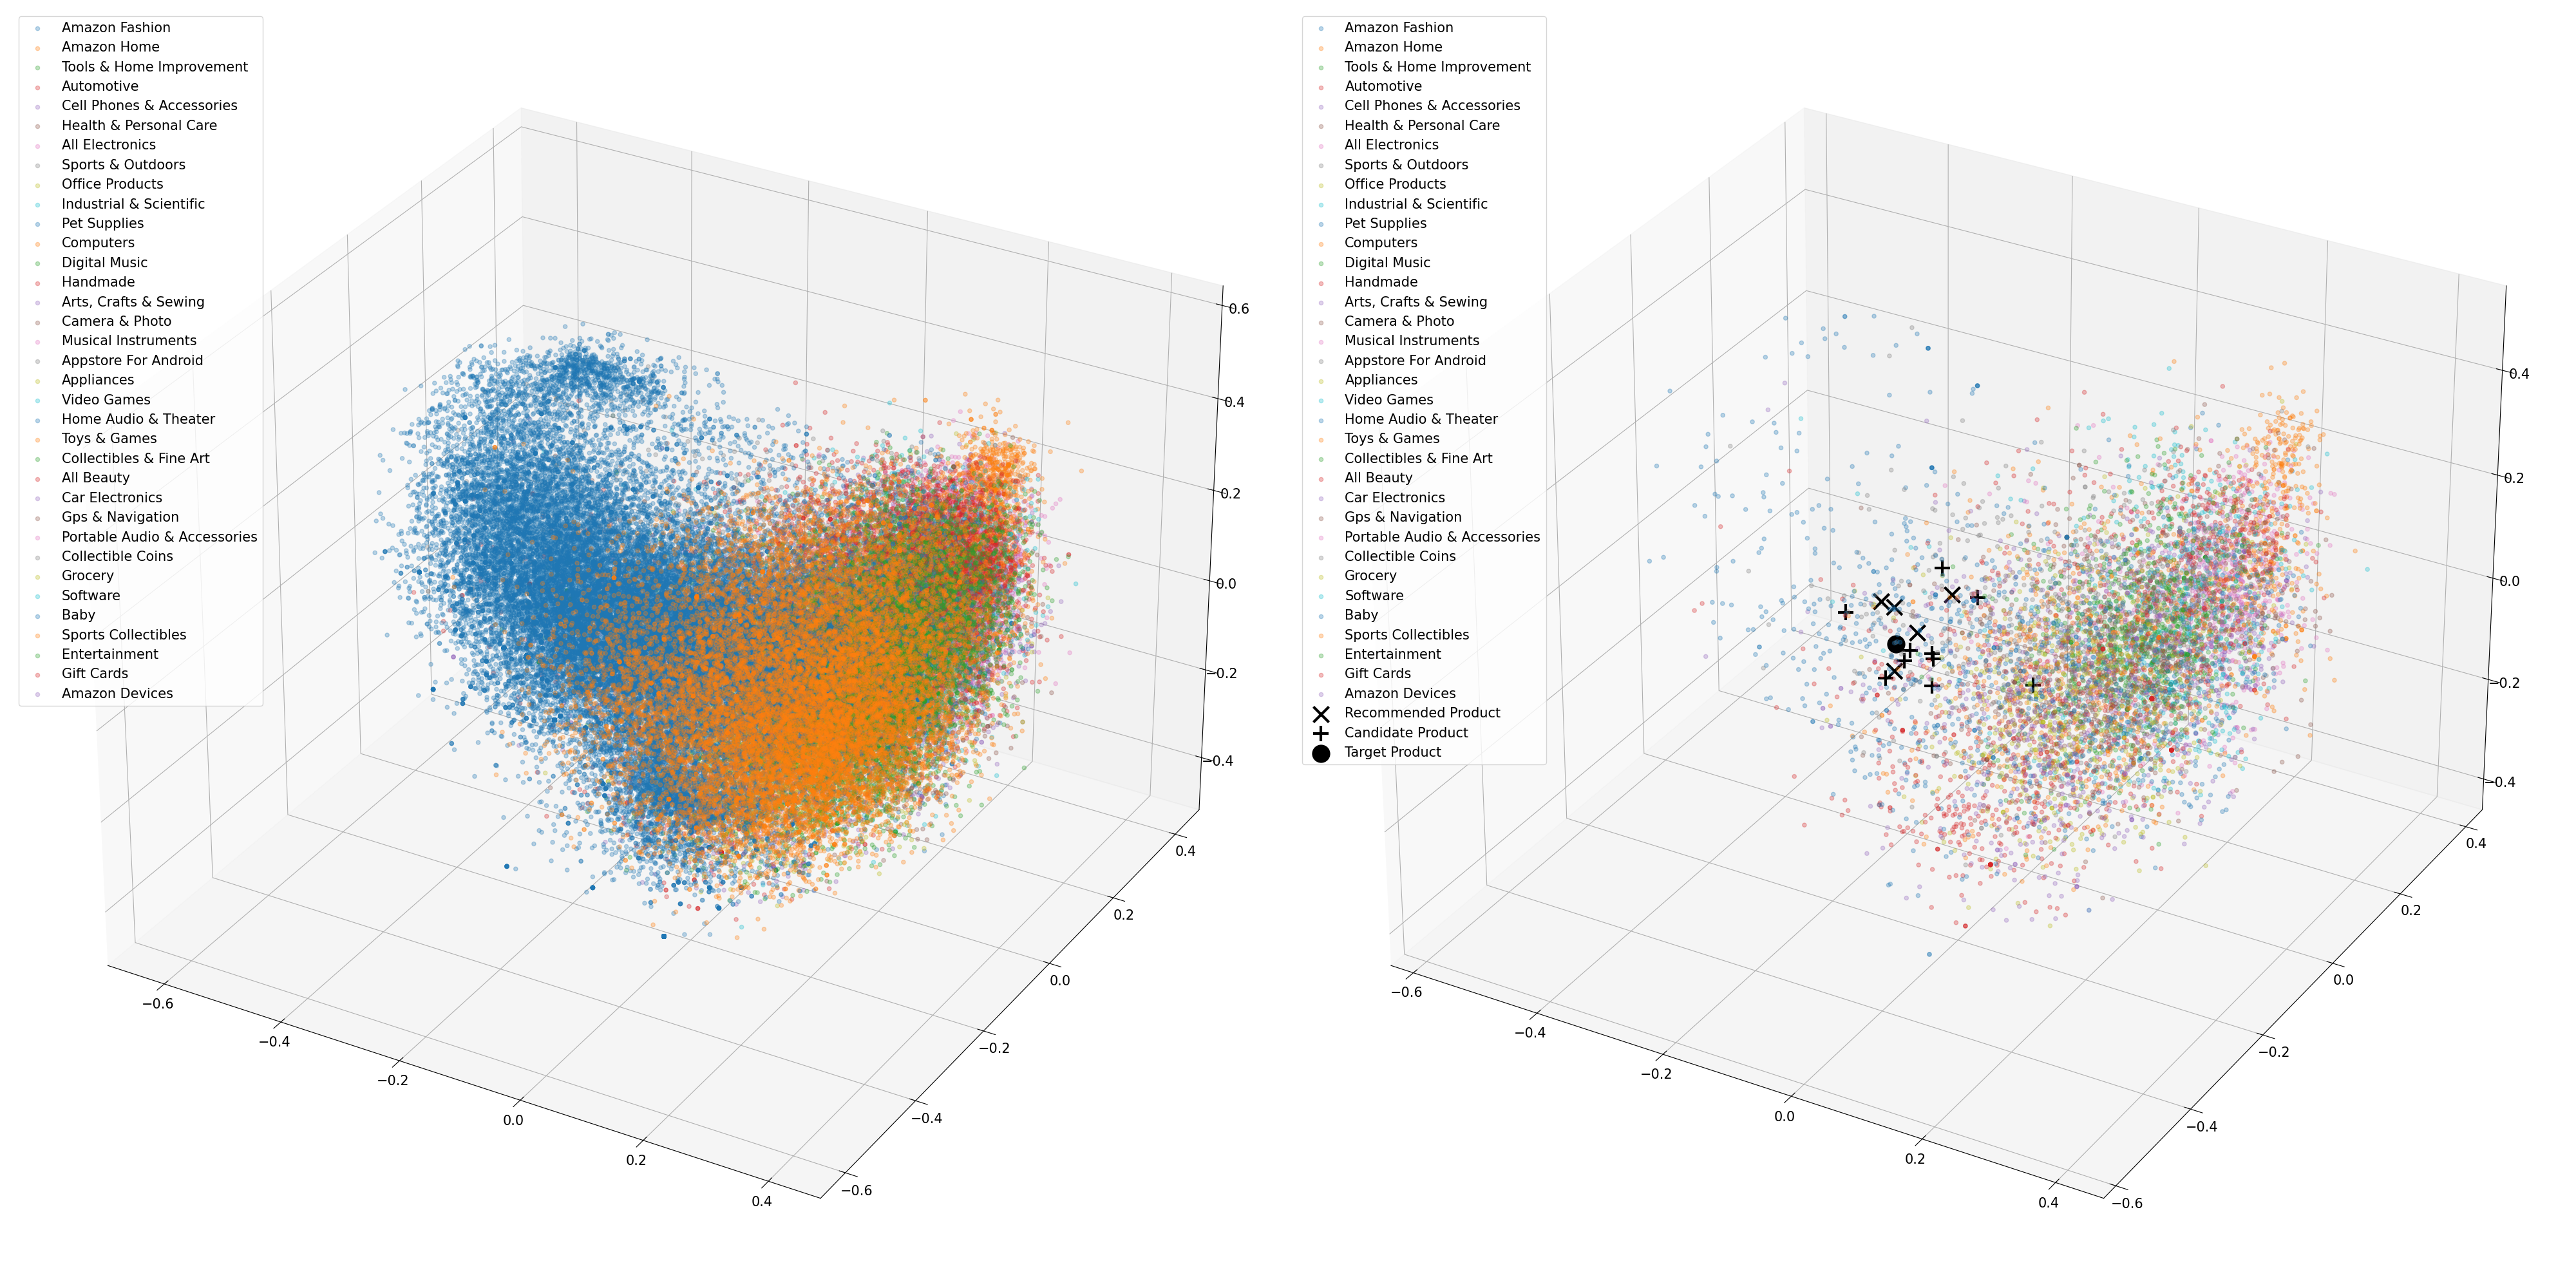 Amazon Fashion
Amazon Home
Tools & Home Improvement
Automotive
Cell Phones & Accessories
Health & Personal Care
All Electronics
Sports & Outdoors
Office Products
Industrial & Scientific
Pet Supplies
Computers
Digital Music
Handmade
Arts, Crafts & Sewing
Camera & Photo
Musical Instruments
Appstore For Android
Appliances
Video Games
Home Audio & Theater
Toys & Games
Collectibles & Fine Art
All Beauty
Car Electronics
Gps & Navigation
Portable Audio & Accessories
Collectible Coins
Grocery
Software
Baby
Sports Collectibles
Entertainment
Gift Cards
Amazon Devices
0.6
0.4
0.2
0.0
−0.2
−0.4
0.4
0.2
0.0
−0.2
−0.4
−0.6
−0.6
−0.4
−0.2
0.0
0.2
0.4
Amazon Fashion
Amazon Home
Tools & Home Improvement
Automotive
Cell Phones & Accessories
Health & Personal Care
All Electronics
Sports & Outdoors
Office Products
Industrial & Scientific
Pet Supplies
Computers
Digital Music
Handmade
Arts, Crafts & Sewing
Camera & Photo
Musical Instruments
Appstore For Android
Appliances
Video Games
Home Audio & Theater
Toys & Games
Collectibles & Fine Art
All Beauty
Car Electronics
Gps & Navigation
Portable Audio & Accessories
Collectible Coins
Grocery
Software
Baby
Sports Collectibles
Entertainment
Gift Cards
Amazon Devices
Recommended Product
Candidate Product
Target Product
0.4
0.2
0.0
−0.2
−0.4
0.4
0.2
0.0
−0.2
−0.4
−0.6
−0.6
−0.4
−0.2
0.0
0.2
0.4